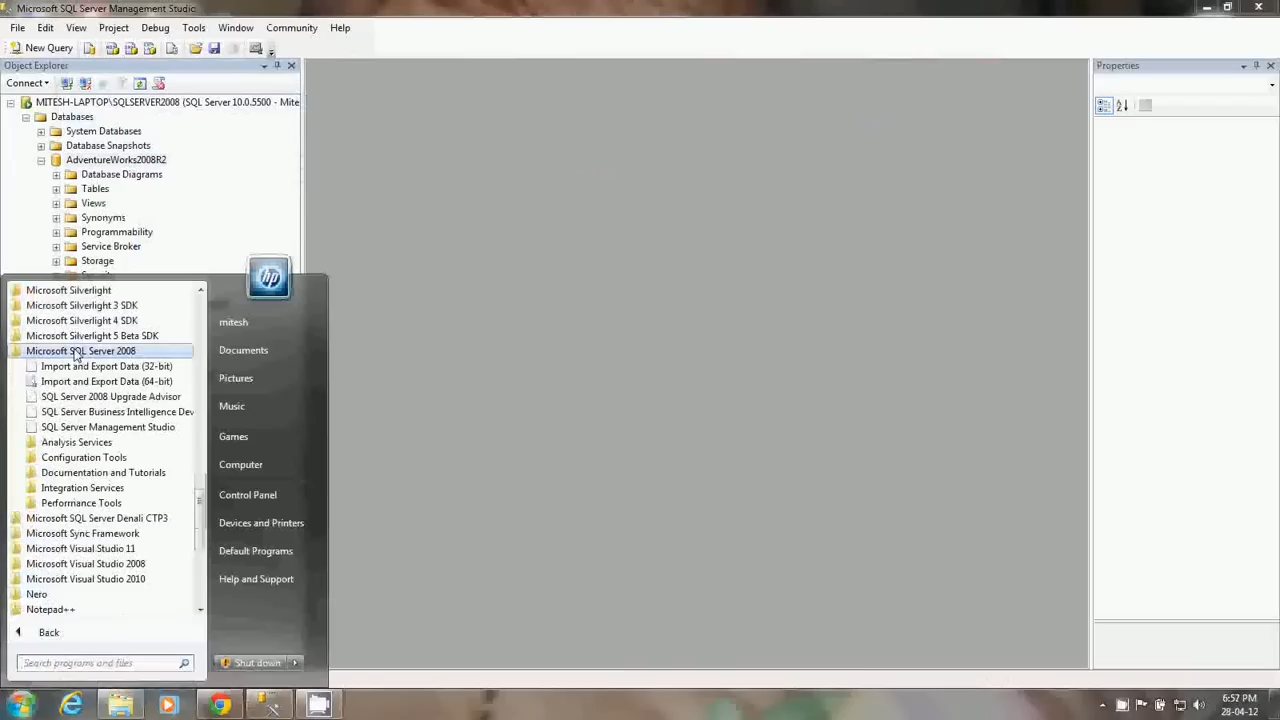 Microsoft SQL Server Management Studio
File Edit View Project Debug Tools Window Community Help
New Query
Object Explorer
Properties
Connect
MITESH-LAPTOP\SQLSERVER2008 (SQL Server 10.0.5500 - Mite
Databases
System Databases
Database Snapshots
AdventureWorks2008R2
Database Diagrams
Tables
Views
Synonyms
Programmability
Service Broker
Storage
hp
Microsoft Silverlight
Microsoft Silverlight 3 SDK
Microsoft Silverlight 4 SDK
Microsoft Silverlight 5 Beta SDK
Microsoft SQL Server 2008
Import and Export Data (32-bit)
Import and Export Data (64-bit)
SQL Server 2008 Upgrade Advisor
SQL Server Business Intelligence Dev
SQL Server Management Studio
Analysis Services
Configuration Tools
Documentation and Tutorials
Integration Services
Performance Tools
Microsoft SQL Server Denali CTP3
Microsoft Sync Framework
Microsoft Visual Studio 11
Microsoft Visual Studio 2008
Microsoft Visual Studio 2010
Nero
Notepad++
Back
Search programs and files
mitesh
Documents
Pictures
Music
Games
Computer
Control Panel
Devices and Printers
Default Programs
Help and Support
Shut down
6:57 PM
28-04-12